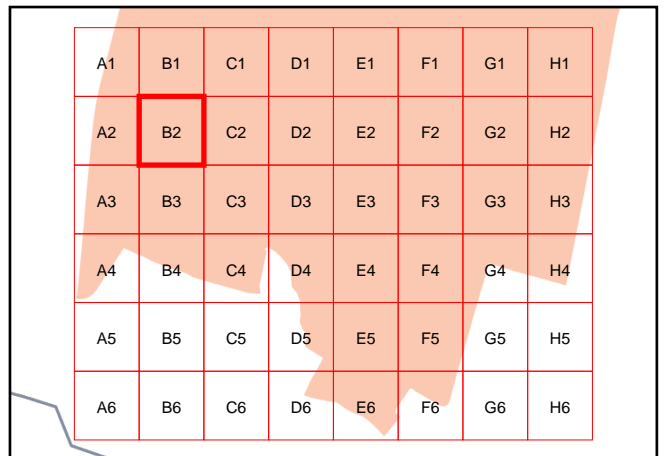 A1 B1 C1 D1 E1 F1 G1 H1
A2 B2 C2 D2 E2 F2 G2 H2
A3 B3 C3 D3 E3 F3 G3 H3
A4 B4 C4 D4 E4 F4 G4 H4
A5 B5 C5 D5 E5 F5 G5 H5
A6 B6 C6 D6 E6 F6 G6 H6